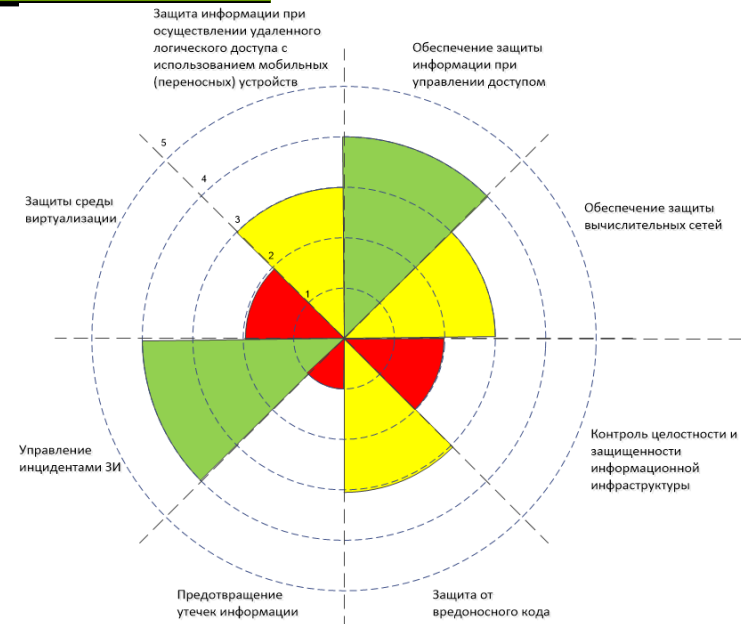 Защита информации при
осуществлении удаленного
логического доступа с
использованием мобильных
(переносных) устройств
Обеспечение защиты
информации при
управлении доступом
5
4
3
2
1
Защиты среды
виртуализации
Обеспечение защиты
вычислительных сетей
Управление
инцидентами ЗИ
Контроль целостности и
защищенности
информационной
инфраструктуры
Предотвращение
утечек информации
Защита от
вредоносного кода